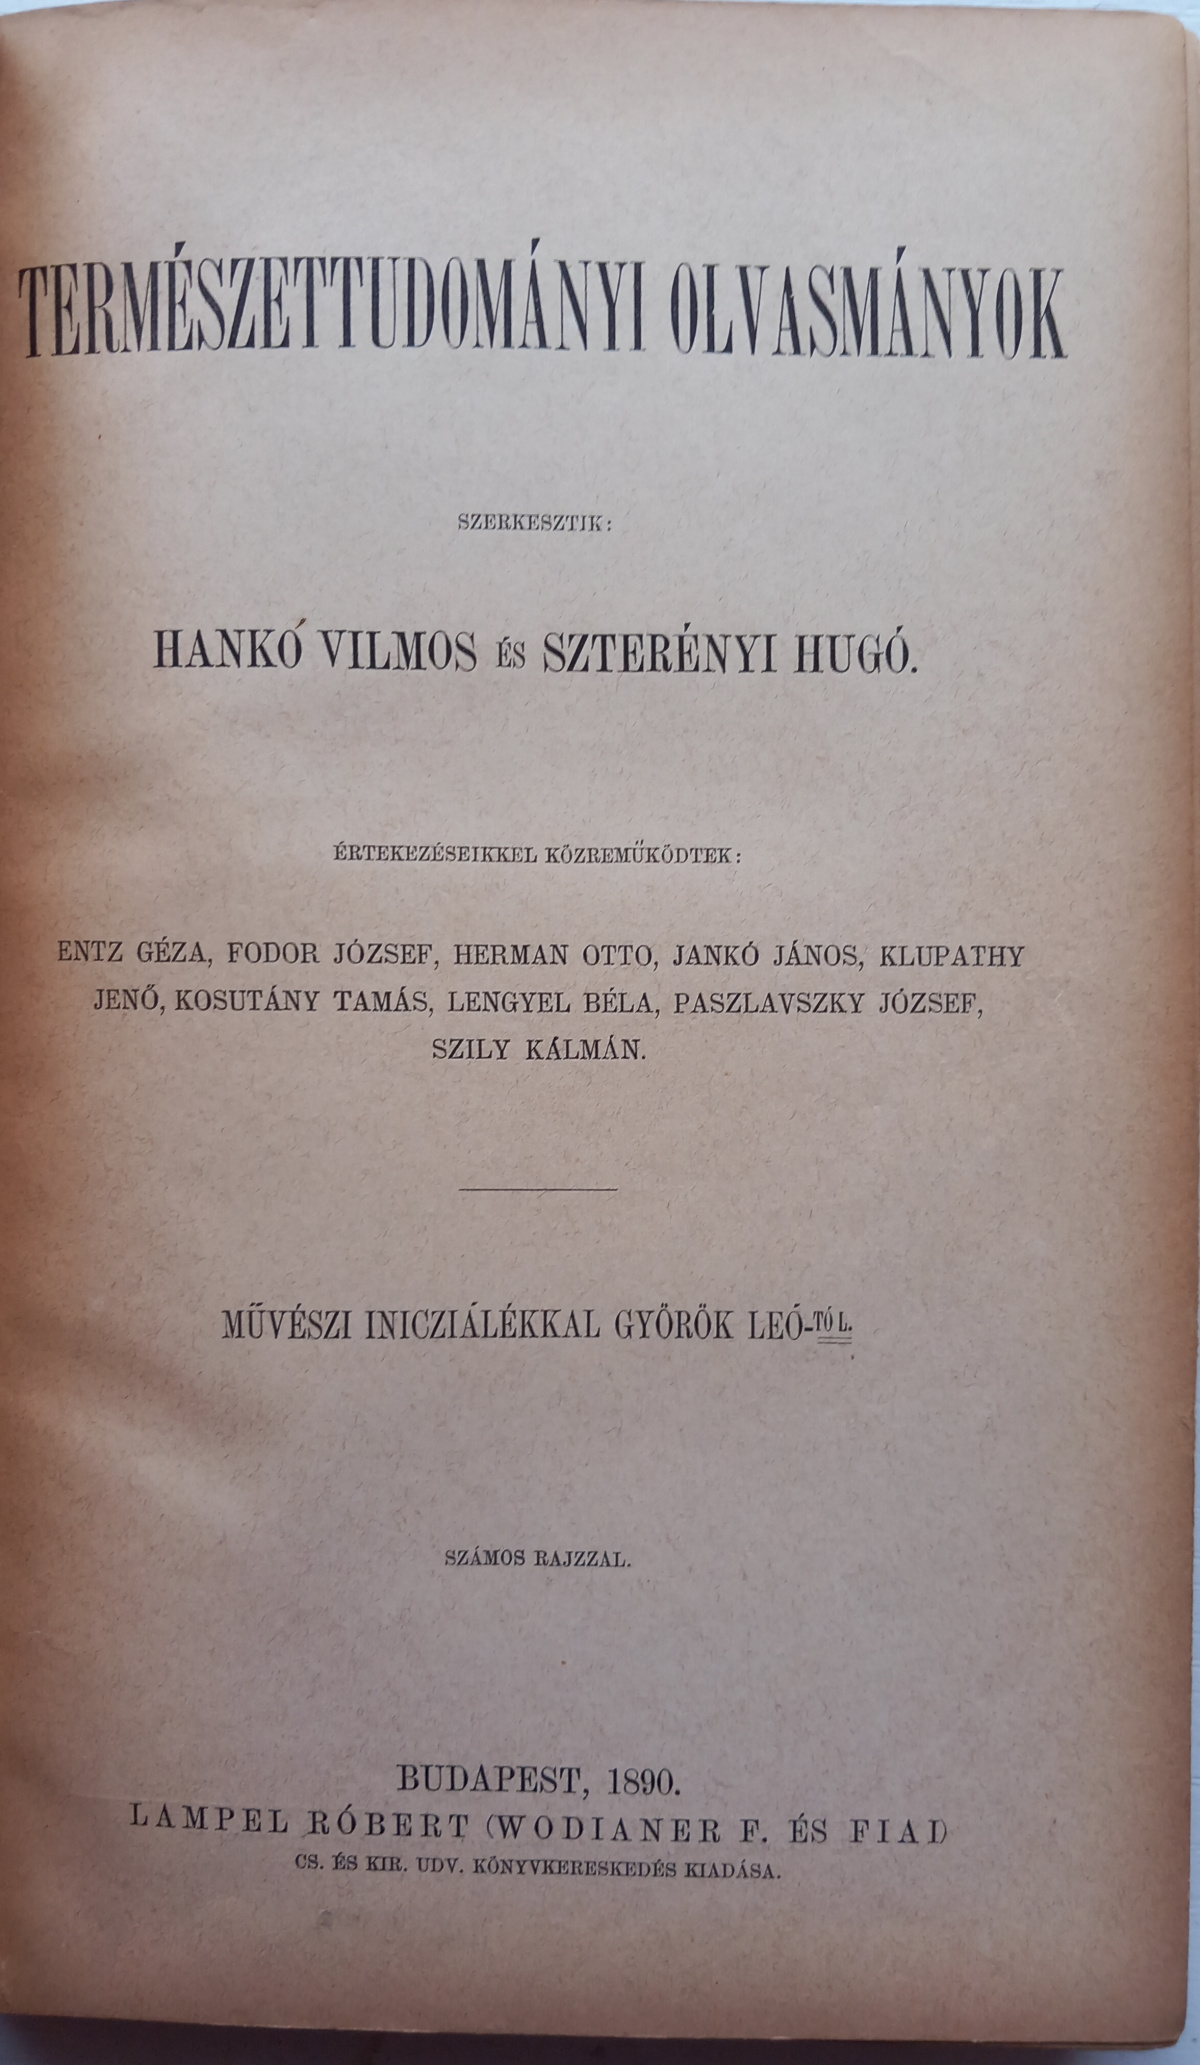 TERMÉSZETTUDOMÁNYI OLVASMÁNYOK
SZERKESZTIK:
HANKÓ VILMOS ÉS SZTERÉNYI HUGÓ.
ÉRTEKEZÉSEIKKEL KÖZREMŰKÖDTEK:
ENTZ GÉZA, FODOR JÓZSEF, HERMAN OTTO, JANKÓ JÁNOS, KLUPATHY
JENŐ, KOSUTÁNY TAMÁS, LENGYEL BÉLA, PASZLAVSZKY JÓZSEF,
SZILY KÁLMÁN.
MŰVÉSZI INICZIÁLÉKKAL GYÖRÖK LEÓ-TÓL.
SZÁMOS RAJZZAL.
BUDAPEST, 1890.
LAMPEL RÓBERT (WODIANER F. ÉS FIAI)
CS. ÉS KIR. UDV. KÖNYVKERESKEDÉS KIADÁSA.